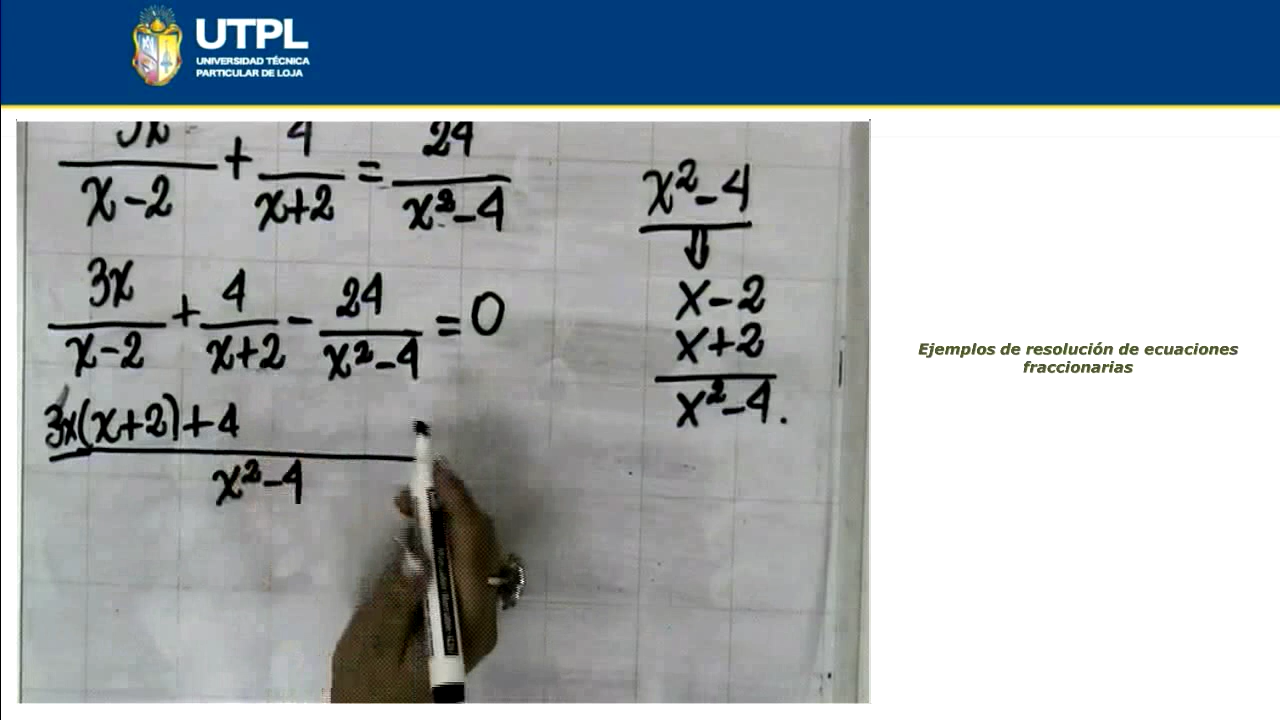 UTPL
UNIVERSIDAD TÉCNICA
PARTICULAR DE LOJA
3x/(x-2) + 4/(x+2) = 24/(x²-4)
3x/(x-2) + 4/(x+2) - 24/(x²-4) = 0
(3x(x+2)+4)/(x²-4)
x²-4
⇓
x-2
x+2
x²-4.
Ejemplos de resolución de ecuaciones
fraccionarias